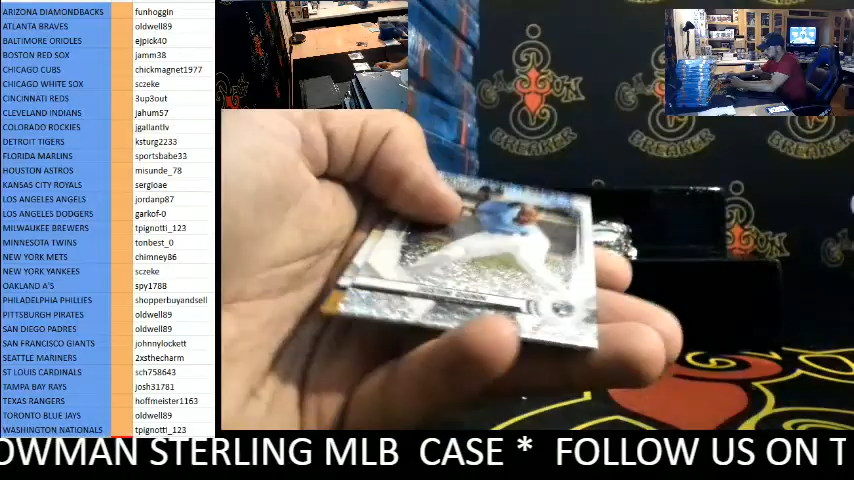 ARIZONA DIAMONDBACKS funhoggin
ATLANTA BRAVES oldwell89
BALTIMORE ORIOLES ejpick40
BOSTON RED SOX jamm38
CHICAGO CUBS chickmagnet1977
CHICAGO WHITE SOX sczeke
CINCINNATI REDS 3up3out
CLEVELAND INDIANS jahum57
COLORADO ROCKIES jgallantlv
DETROIT TIGERS ksturg2233
FLORIDA MARLINS sportsbabe33
HOUSTON ASTROS misunde_78
KANSAS CITY ROYALS sergioae
LOS ANGELES ANGELS jordanp87
LOS ANGELES DODGERS garkof-0
MILWAUKEE BREWERS tpignotti_123
MINNESOTA TWINS tonbest_0
NEW YORK METS chimney86
NEW YORK YANKEES sczeke
OAKLAND A'S spy1788
PHILADELPHIA PHILLIES shopperbuyandsell
PITTSBURGH PIRATES oldwell89
SAN DIEGO PADRES oldwell89
SAN FRANCISCO GIANTS johnnylockett
SEATTLE MARINERS 2xsthecharm
ST LOUIS CARDINALS sch758643
TAMPA BAY RAYS josh31781
TEXAS RANGERS hoffmeister1163
TORONTO BLUE JAYS oldwell89
WASHINGTON NATIONALS tpignotti_123
BREAKER
BREAKER
OWMAN STERLING MLB CASE * FOLLOW US ON T